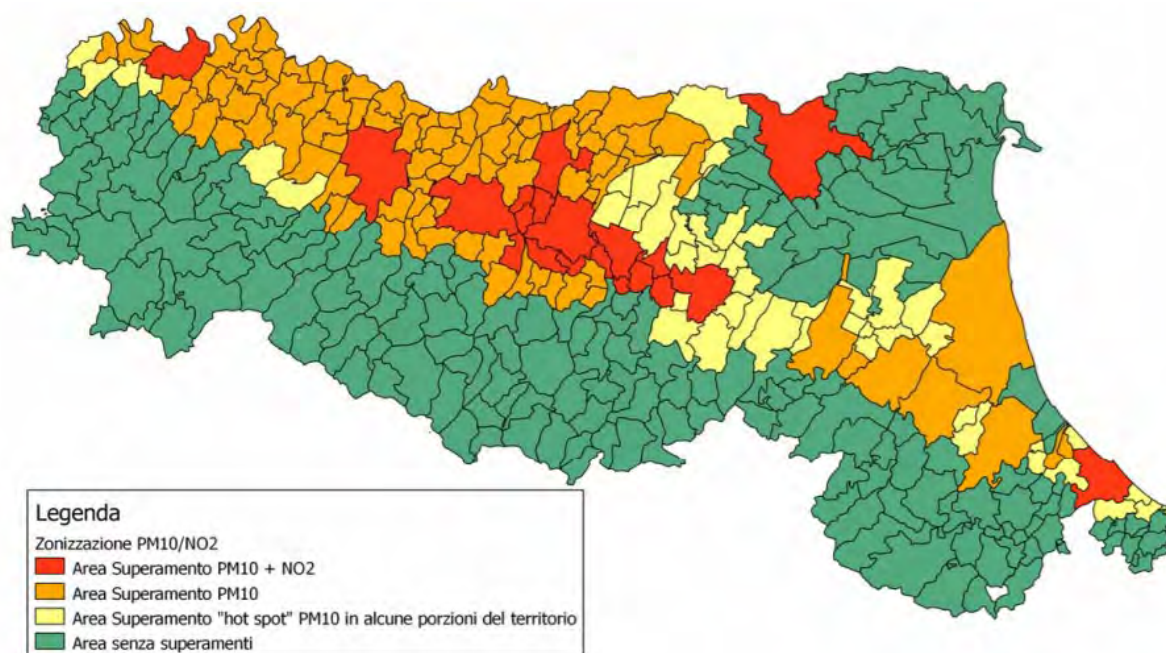 Legenda
Zonizzazione PM10/NO2
Area Superamento PM10 + NO2
Area Superamento PM10
Area Superamento "hot spot" PM10 in alcune porzioni del territorio
Area senza superamenti